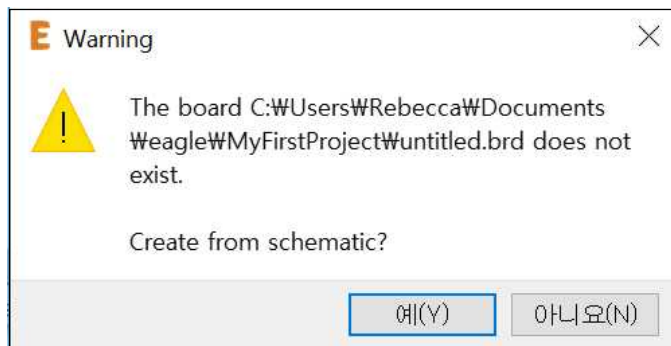 E Warning
The board C:₩Users₩Rebecca₩Documents
₩eagle₩MyFirstProject₩untitled.brd does not
exist.
Create from schematic?
예(Y) 아니요(N)